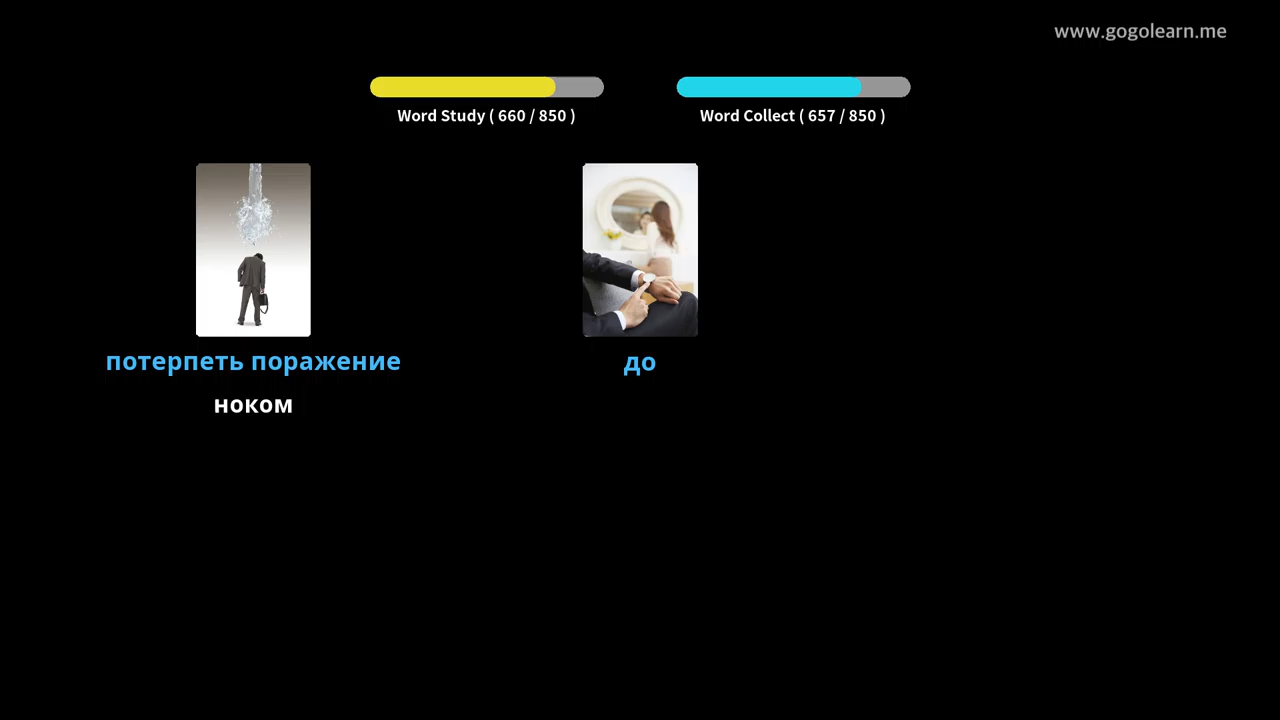 www.gogolearn.me
Word Study ( 660 / 850 )
Word Collect ( 657 / 850 )
потерпеть поражение
ноком
до